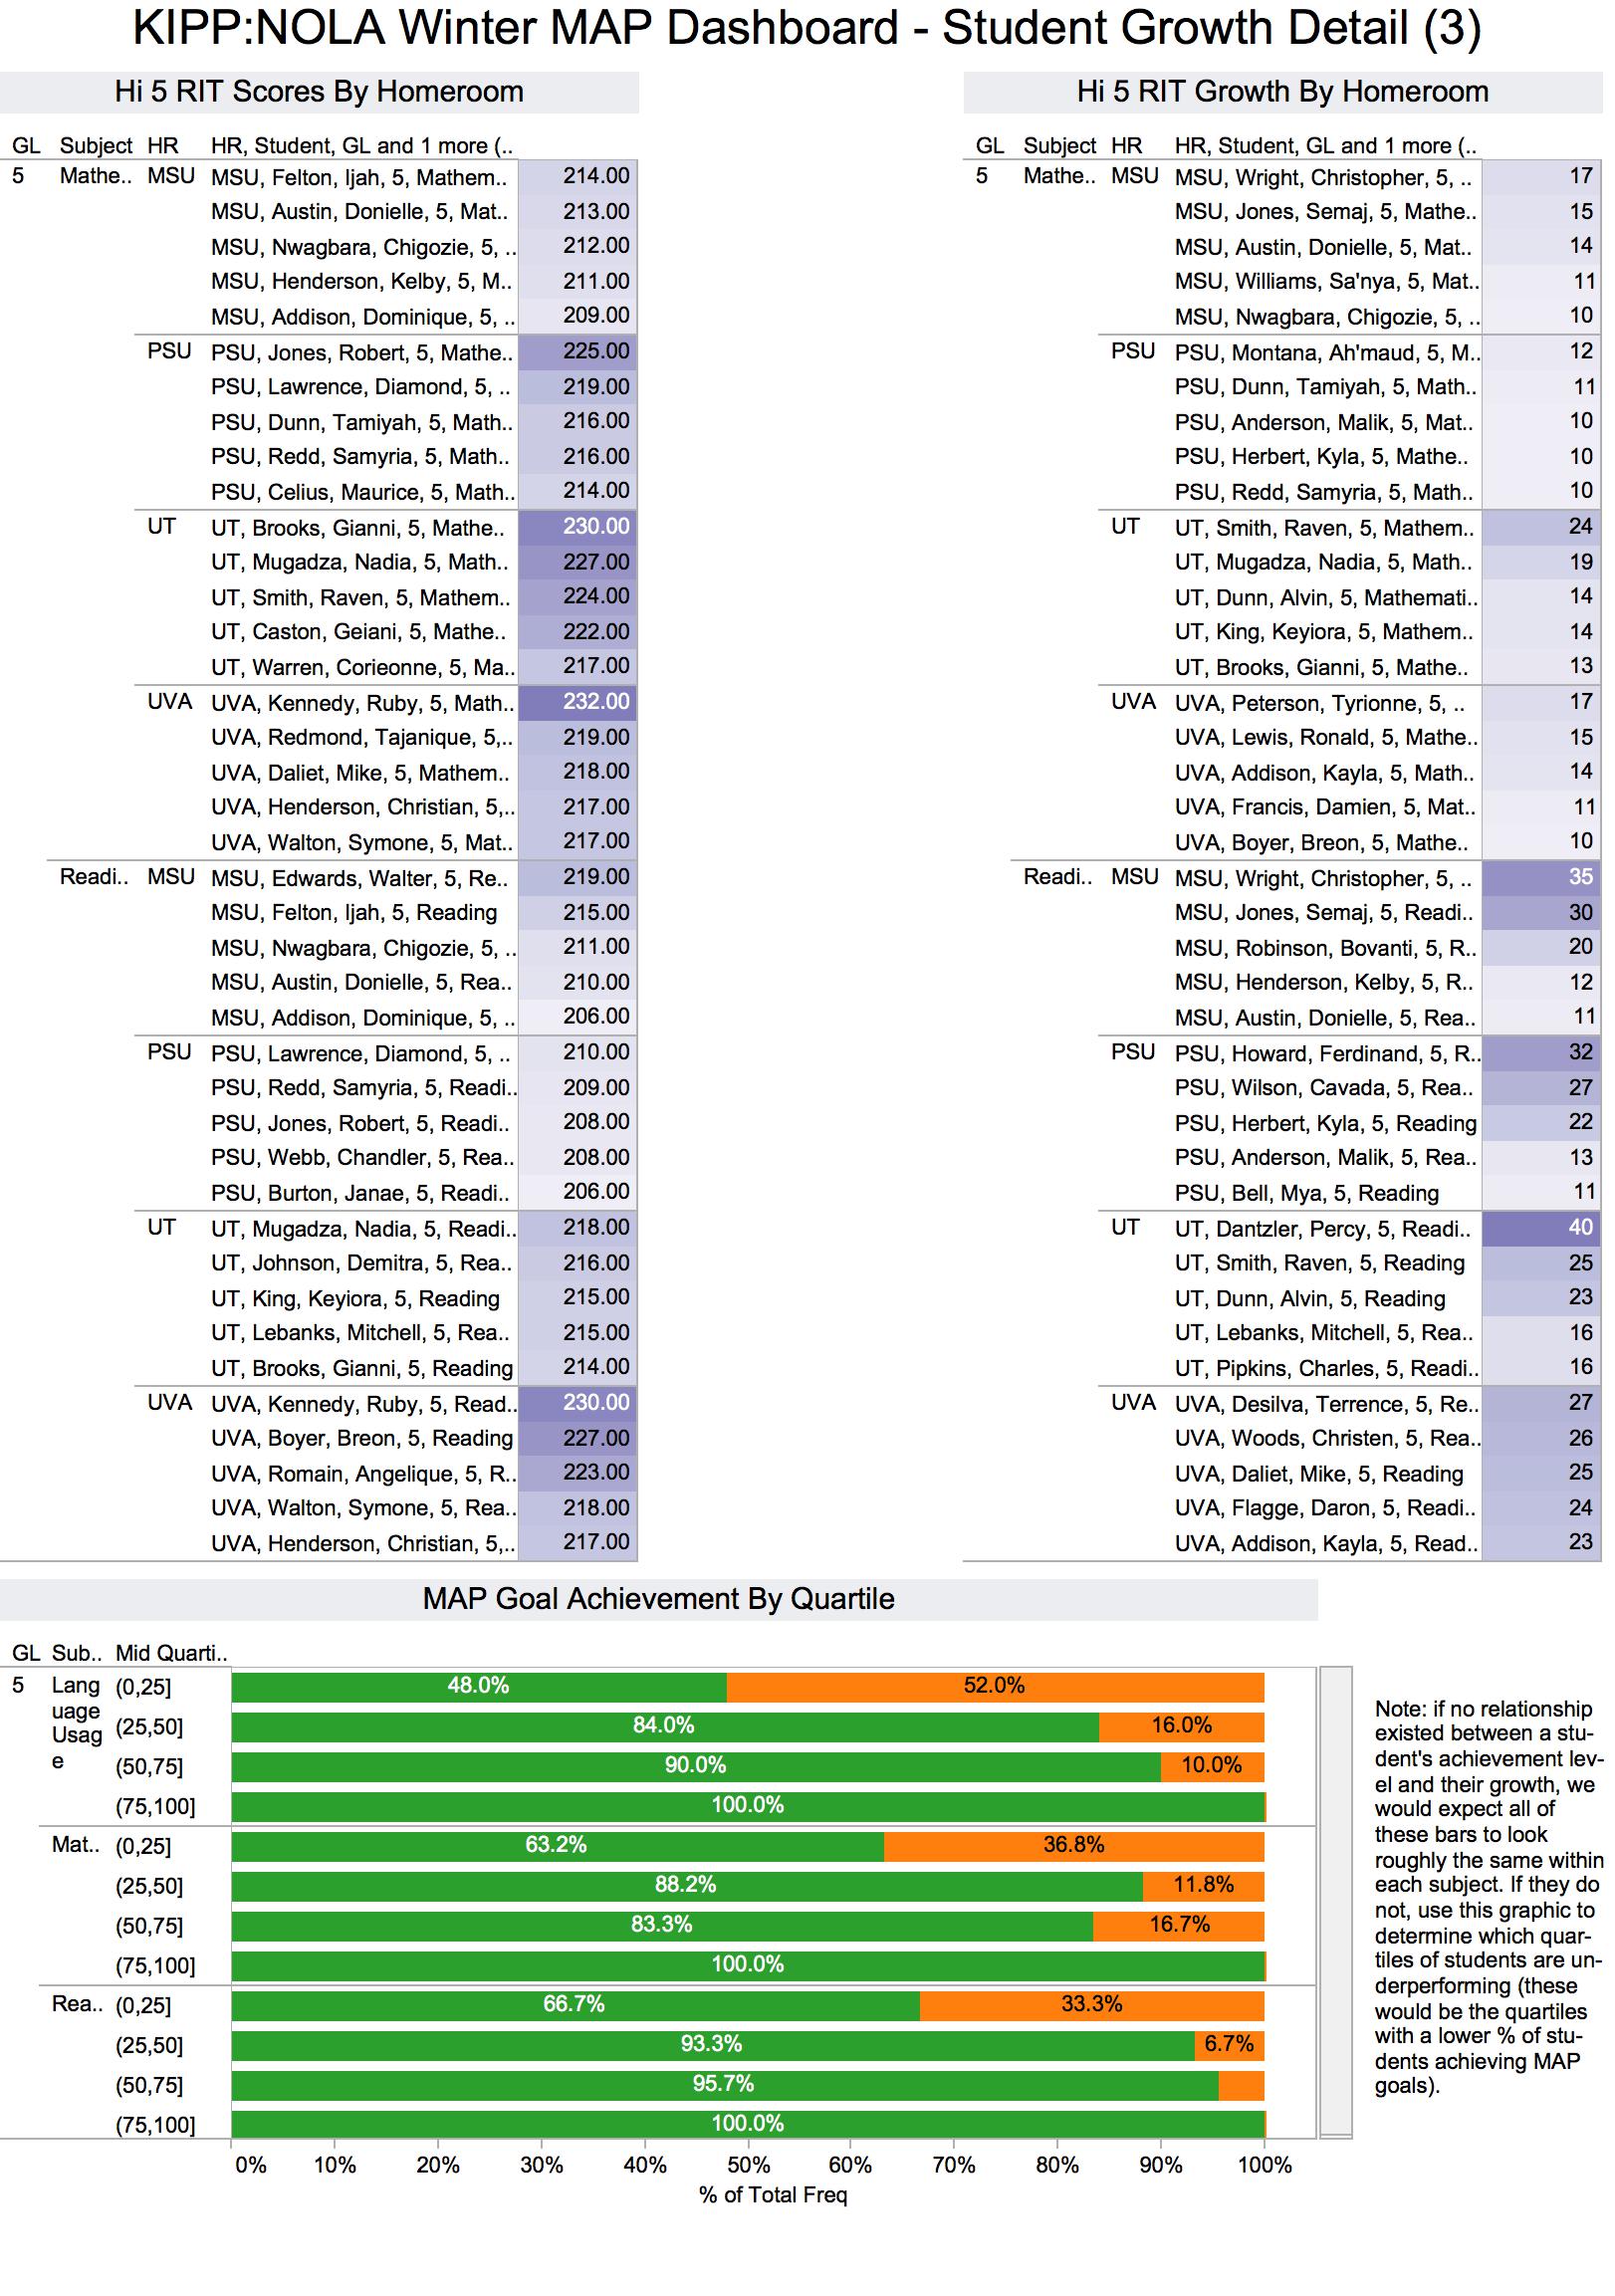 KIPP:NOLA Winter MAP Dashboard - Student Growth Detail (3)
Hi 5 RIT Scores By Homeroom
GL Subject HR HR, Student, GL and 1 more (..
5 Mathe.. MSU MSU, Felton, Ijah, 5, Mathem.. 214.00
MSU, Austin, Donielle, 5, Mat.. 213.00
MSU, Nwagbara, Chigozie, 5, .. 212.00
MSU, Henderson, Kelby, 5, M.. 211.00
MSU, Addison, Dominique, 5, .. 209.00
PSU PSU, Jones, Robert, 5, Mathe.. 225.00
PSU, Lawrence, Diamond, 5, .. 219.00
PSU, Dunn, Tamiyah, 5, Math.. 216.00
PSU, Redd, Samyria, 5, Math.. 216.00
PSU, Celius, Maurice, 5, Math.. 214.00
UT UT, Brooks, Gianni, 5, Mathe.. 230.00
UT, Mugadza, Nadia, 5, Math.. 227.00
UT, Smith, Raven, 5, Mathem.. 224.00
UT, Caston, Geiani, 5, Mathe.. 222.00
UT, Warren, Corieonne, 5, Ma.. 217.00
UVA UVA, Kennedy, Ruby, 5, Math.. 232.00
UVA, Redmond, Tajanique, 5,.. 219.00
UVA, Daliet, Mike, 5, Mathem.. 218.00
UVA, Henderson, Christian, 5,.. 217.00
UVA, Walton, Symone, 5, Mat.. 217.00
Readi.. MSU MSU, Edwards, Walter, 5, Re.. 219.00
MSU, Felton, Ijah, 5, Reading 215.00
MSU, Nwagbara, Chigozie, 5, .. 211.00
MSU, Austin, Donielle, 5, Rea.. 210.00
MSU, Addison, Dominique, 5, .. 206.00
PSU PSU, Lawrence, Diamond, 5, .. 210.00
PSU, Redd, Samyria, 5, Readi.. 209.00
PSU, Jones, Robert, 5, Readi.. 208.00
PSU, Webb, Chandler, 5, Rea.. 208.00
PSU, Burton, Janae, 5, Readi.. 206.00
UT UT, Mugadza, Nadia, 5, Readi.. 218.00
UT, Johnson, Demitra, 5, Rea.. 216.00
UT, King, Keyiora, 5, Reading 215.00
UT, Lebanks, Mitchell, 5, Rea.. 215.00
UT, Brooks, Gianni, 5, Reading 214.00
UVA UVA, Kennedy, Ruby, 5, Read.. 230.00
UVA, Boyer, Breon, 5, Reading 227.00
UVA, Romain, Angelique, 5, R.. 223.00
UVA, Walton, Symone, 5, Rea.. 218.00
UVA, Henderson, Christian, 5,.. 217.00
Hi 5 RIT Growth By Homeroom
GL Subject HR HR, Student, GL and 1 more (..
5 Mathe.. MSU MSU, Wright, Christopher, 5, .. 17
MSU, Jones, Semaj, 5, Mathe.. 15
MSU, Austin, Donielle, 5, Mat.. 14
MSU, Williams, Sa'nya, 5, Mat.. 11
MSU, Nwagbara, Chigozie, 5, .. 10
PSU PSU, Montana, Ah'maud, 5, M.. 12
PSU, Dunn, Tamiyah, 5, Math.. 11
PSU, Anderson, Malik, 5, Mat.. 10
PSU, Herbert, Kyla, 5, Mathe.. 10
PSU, Redd, Samyria, 5, Math.. 10
UT UT, Smith, Raven, 5, Mathem.. 24
UT, Mugadza, Nadia, 5, Math.. 19
UT, Dunn, Alvin, 5, Mathemati.. 14
UT, King, Keyiora, 5, Mathem.. 14
UT, Brooks, Gianni, 5, Mathe.. 13
UVA UVA, Peterson, Tyrionne, 5, .. 17
UVA, Lewis, Ronald, 5, Mathe.. 15
UVA, Addison, Kayla, 5, Math.. 14
UVA, Francis, Damien, 5, Mat.. 11
UVA, Boyer, Breon, 5, Mathe.. 10
Readi.. MSU MSU, Wright, Christopher, 5, .. 35
MSU, Jones, Semaj, 5, Readi.. 30
MSU, Robinson, Bovanti, 5, R.. 20
MSU, Henderson, Kelby, 5, R.. 12
MSU, Austin, Donielle, 5, Rea.. 11
PSU PSU, Howard, Ferdinand, 5, R.. 32
PSU, Wilson, Cavada, 5, Rea.. 27
PSU, Herbert, Kyla, 5, Reading 22
PSU, Anderson, Malik, 5, Rea.. 13
PSU, Bell, Mya, 5, Reading 11
UT UT, Dantzler, Percy, 5, Readi.. 40
UT, Smith, Raven, 5, Reading 25
UT, Dunn, Alvin, 5, Reading 23
UT, Lebanks, Mitchell, 5, Rea.. 16
UT, Pipkins, Charles, 5, Readi.. 16
UVA UVA, Desilva, Terrence, 5, Re.. 27
UVA, Woods, Christen, 5, Rea.. 26
UVA, Daliet, Mike, 5, Reading 25
UVA, Flagge, Daron, 5, Readi.. 24
UVA, Addison, Kayla, 5, Read.. 23
MAP Goal Achievement By Quartile
GL Sub.. Mid Quarti..
5 Lang (0,25] 48.0% 52.0%
uage
Usag (25,50] 84.0% 16.0%
e (50,75] 90.0% 10.0%
(75,100] 100.0%
Mat.. (0,25] 63.2% 36.8%
(25,50] 88.2% 11.8%
(50,75] 83.3% 16.7%
(75,100] 100.0%
Rea.. (0,25] 66.7% 33.3%
(25,50] 93.3% 6.7%
(50,75] 95.7%
(75,100] 100.0%
0% 10% 20% 30% 40% 50% 60% 70% 80% 90% 100%
% of Total Freq
Note: if no relationship
existed between a stu-
dent's achievement lev-
el and their growth, we
would expect all of
these bars to look
roughly the same within
each subject. If they do
not, use this graphic to
determine which quar-
tiles of students are un-
derperforming (these
would be the quartiles
with a lower % of stu-
dents achieving MAP
goals).